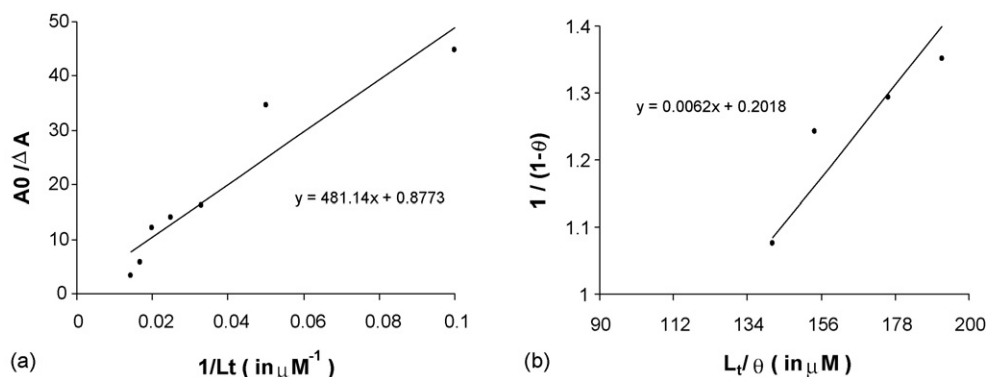 50
40
30
20
10
0
A0 /Δ A
y = 481.14x + 0.8773
0 0.02 0.04 0.06 0.08 0.1
(a) 1/Lt ( in μ M⁻¹ )
1.4
1.3
1.2
1.1
1
1 / (1-θ)
y = 0.0062x + 0.2018
90 112 134 156 178 200
(b) Lₜ/ θ ( in μ M )